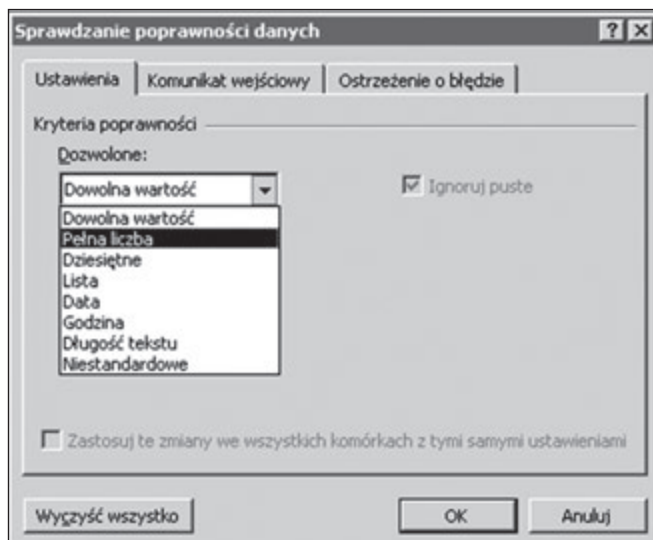 Sprawdzanie poprawności danych
Ustawienia Komunikat wejściowy Ostrzeżenie o błędzie
Kryteria poprawności
Dozwolone:
Dowolna wartość Ignoruj puste
Dowolna wartość
Pełna liczba
Dziesiętne
Lista
Data
Godzina
Długość tekstu
Niestandardowe
Zastosuj te zmiany we wszystkich komórkach z tymi samymi ustawieniami
Wyczyść wszystko OK Anuluj